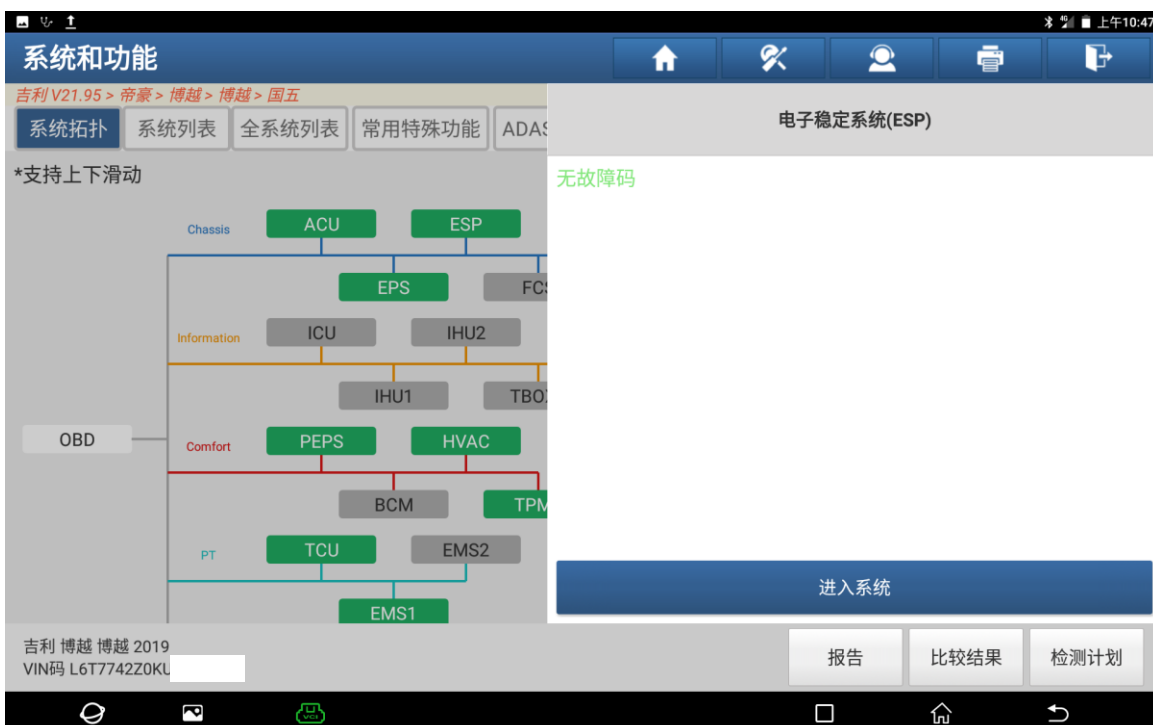 上午10:47
系统和功能
吉利 V21.95 > 帝豪 > 博越 > 博越 > 国五
系统拓扑 系统列表 全系统列表 常用特殊功能 ADAS
电子稳定系统(ESP)
*支持上下滑动
无故障码
Chassis ACU ESP
EPS FCS
Information ICU IHU2
IHU1 TBOX
OBD Comfort PEPS HVAC
BCM TPM
PT TCU EMS2
进入系统
EMS1
吉利 博越 博越 2019
VIN码 L6T7742Z0KU
报告 比较结果 检测计划
VCI